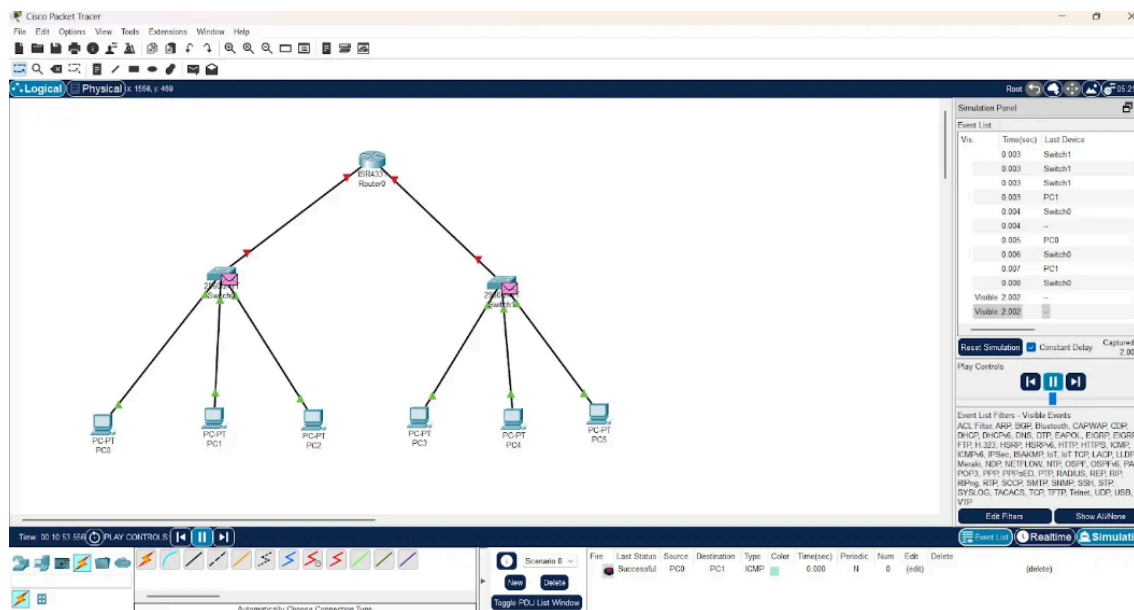 Cisco Packet Tracer
File Edit Options View Tools Extensions Window Help
Logical Physical x: 1556, y: 469
Root 05:21
Simulation Panel
Event List
Vis. Time(sec) Last Device
0.003 Switch1
0.003 Switch1
0.003 Switch1
0.003 PC1
0.004 Switch0
0.004 --
0.005 PC0
0.006 Switch0
0.007 PC1
0.008 Switch0
Visible 2.002 --
Visible 2.002 --
Reset Simulation Constant Delay Captured
2.00
Play Controls
Event List Filters - Visible Events
ACL Filter, ARP, BGP, Bluetooth, CAPWAP, CDP,
DHCP, DHCPv6, DNS, DTP, EAPOL, EIGRP, EIGRP
FTP, H.323, HSRP, HSRPv6, HTTP, HTTPS, ICMP,
ICMPv6, IPSec, ISAKMP, IoT, IoT TCP, LACP, LLDP
Meraki, NDP, NETFLOW, NTP, OSPF, OSPFv6, PA
POP3, PPP, PPPoED, PTP, RADIUS, REP, RIP,
RIPng, RTP, SCCP, SMTP, SNMP, SSH, STP,
SYSLOG, TACACS, TCP, TFTP, Telnet, UDP, USB,
VTP
Edit Filters Show All/None
ISR4331
Router0
Switch0
Switch1
PC-PT
PC0
PC-PT
PC1
PC-PT
PC2
PC-PT
PC3
PC-PT
PC4
PC-PT
PC5
Time: 00:10:53.556 PLAY CONTROLS:
Event List Realtime Simulati
Scenario 0
New Delete
Toggle PDU List Window
Fire Last Status Source Destination Type Color Time(sec) Periodic Num Edit Delete
Successful PC0 PC1 ICMP 0.000 N 0 (edit) (delete)
Automatically Choose Connection Type